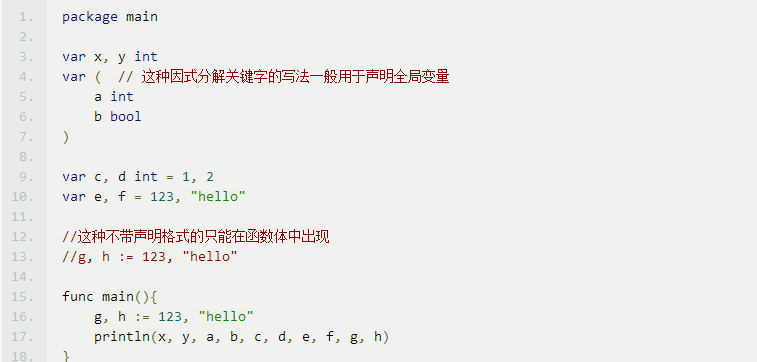 1. package main
2.
3. var x, y int
4. var (  // 这种因式分解关键字的写法一般用于声明全局变量
5.     a int
6.     b bool
7. )
8.
9. var c, d int = 1, 2
10. var e, f = 123, "hello"
11.
12. //这种不带声明格式的只能在函数体中出现
13. //g, h := 123, "hello"
14.
15. func main(){
16.     g, h := 123, "hello"
17.     println(x, y, a, b, c, d, e, f, g, h)
18. }